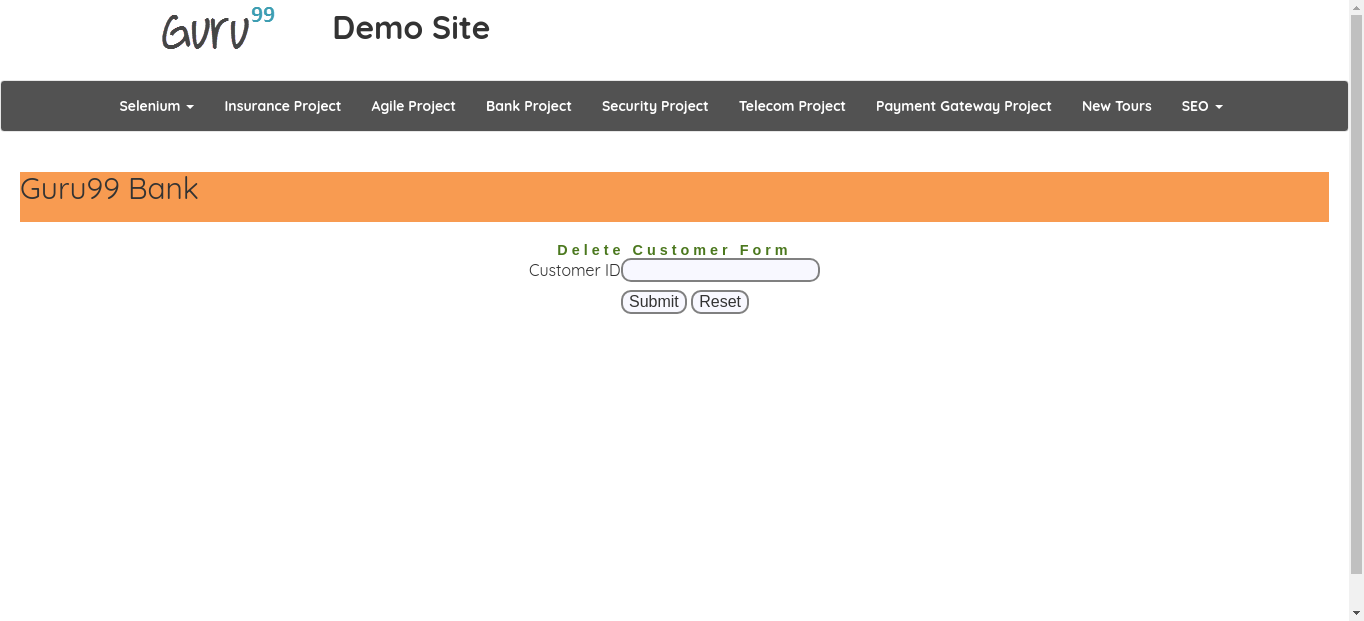 Guru99 Demo Site
Selenium Insurance Project Agile Project Bank Project Security Project Telecom Project Payment Gateway Project New Tours SEO
Guru99 Bank
Delete Customer Form
Customer ID
Submit Reset